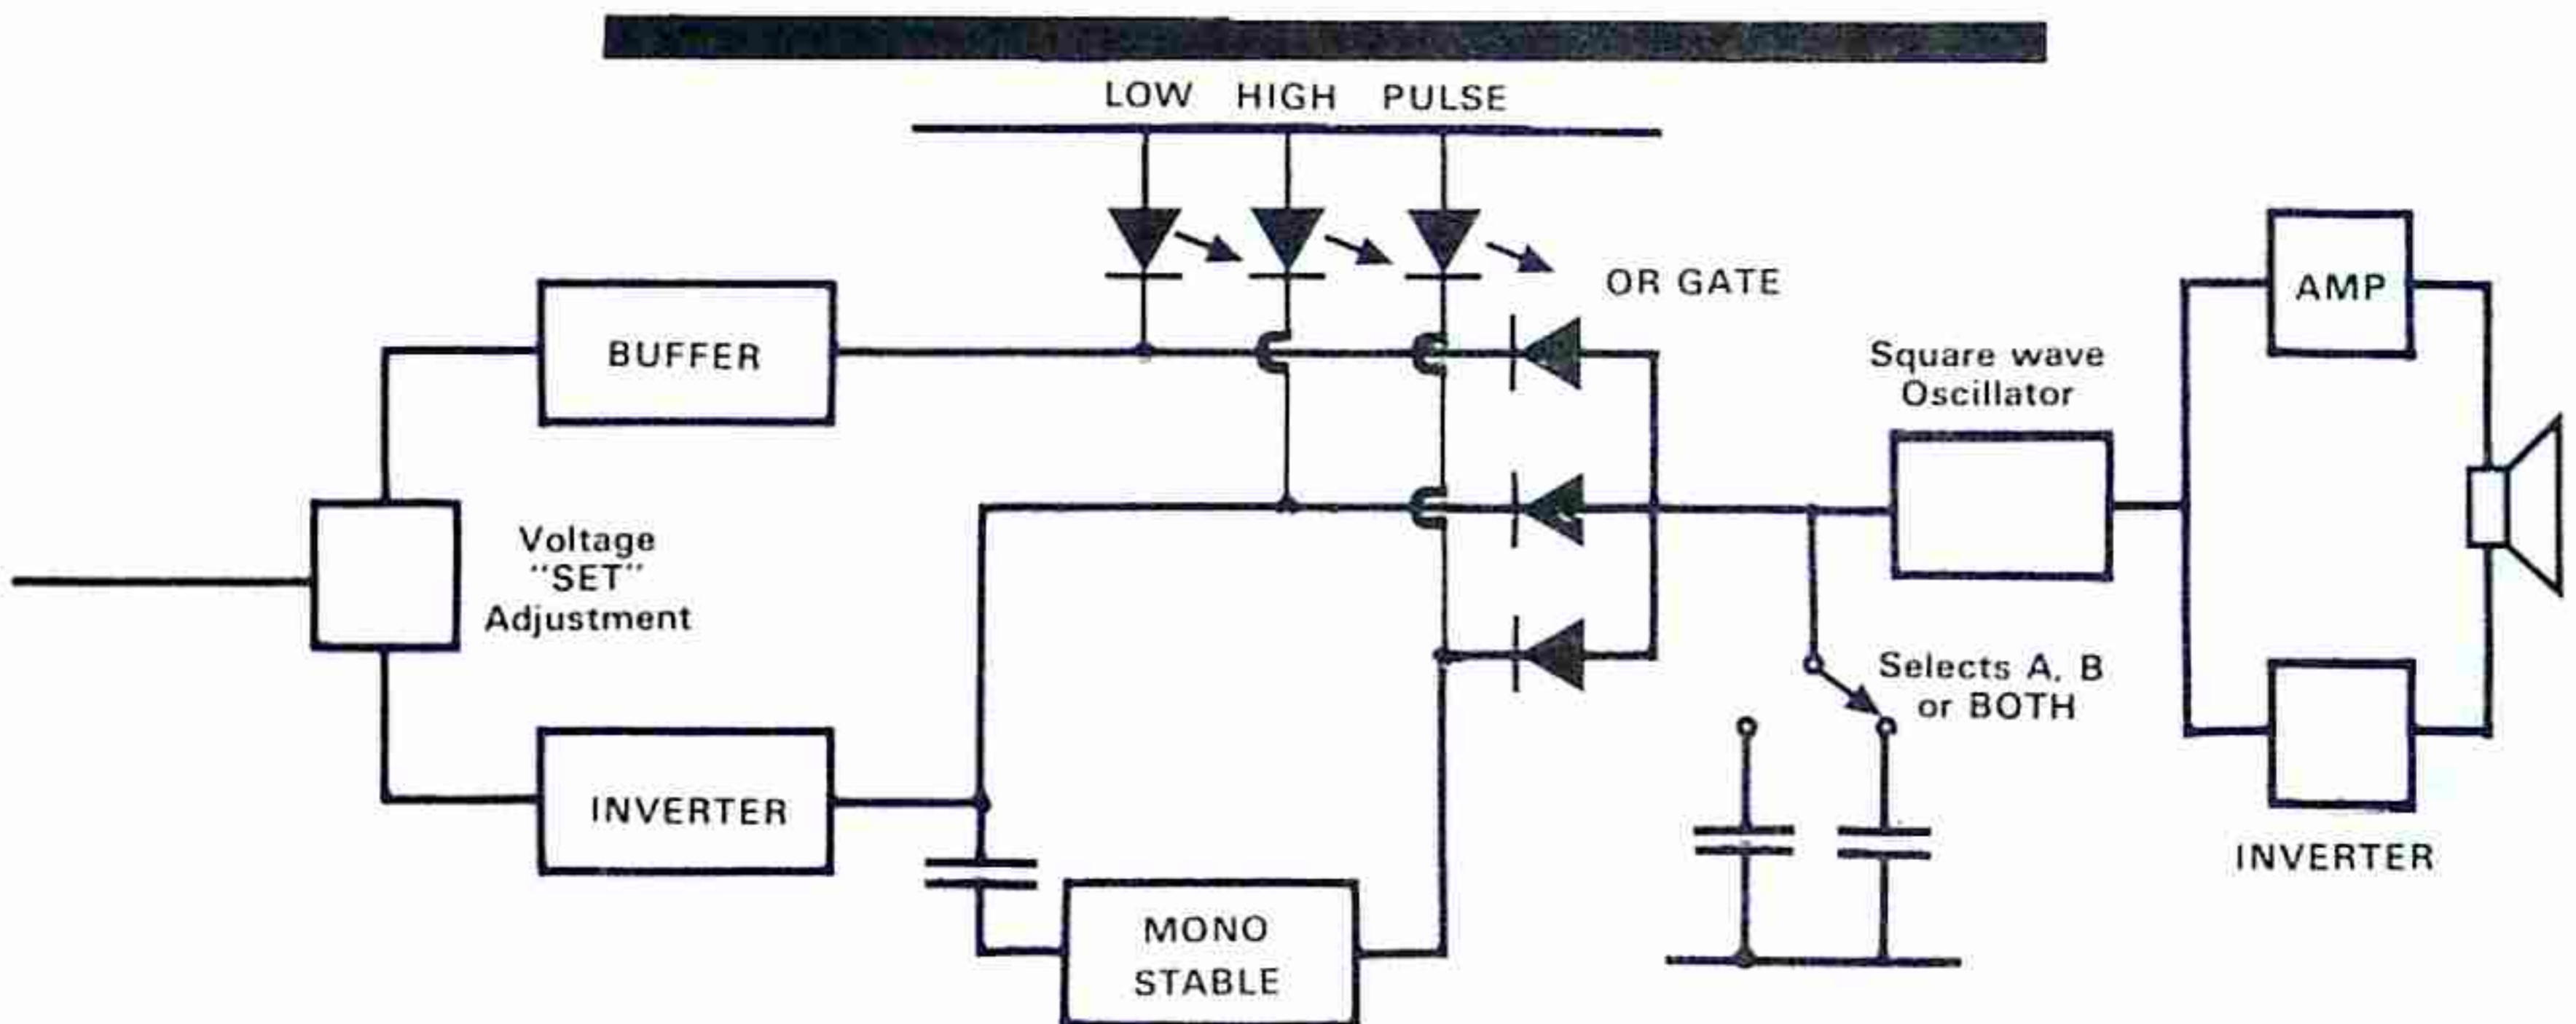 LOW HIGH PULSE
OR GATE
AMP
BUFFER
Square wave
Oscillator
Voltage
"SET"
Adjustment
Selects A, B
or BOTH
INVERTER
INVERTER
MONO
STABLE